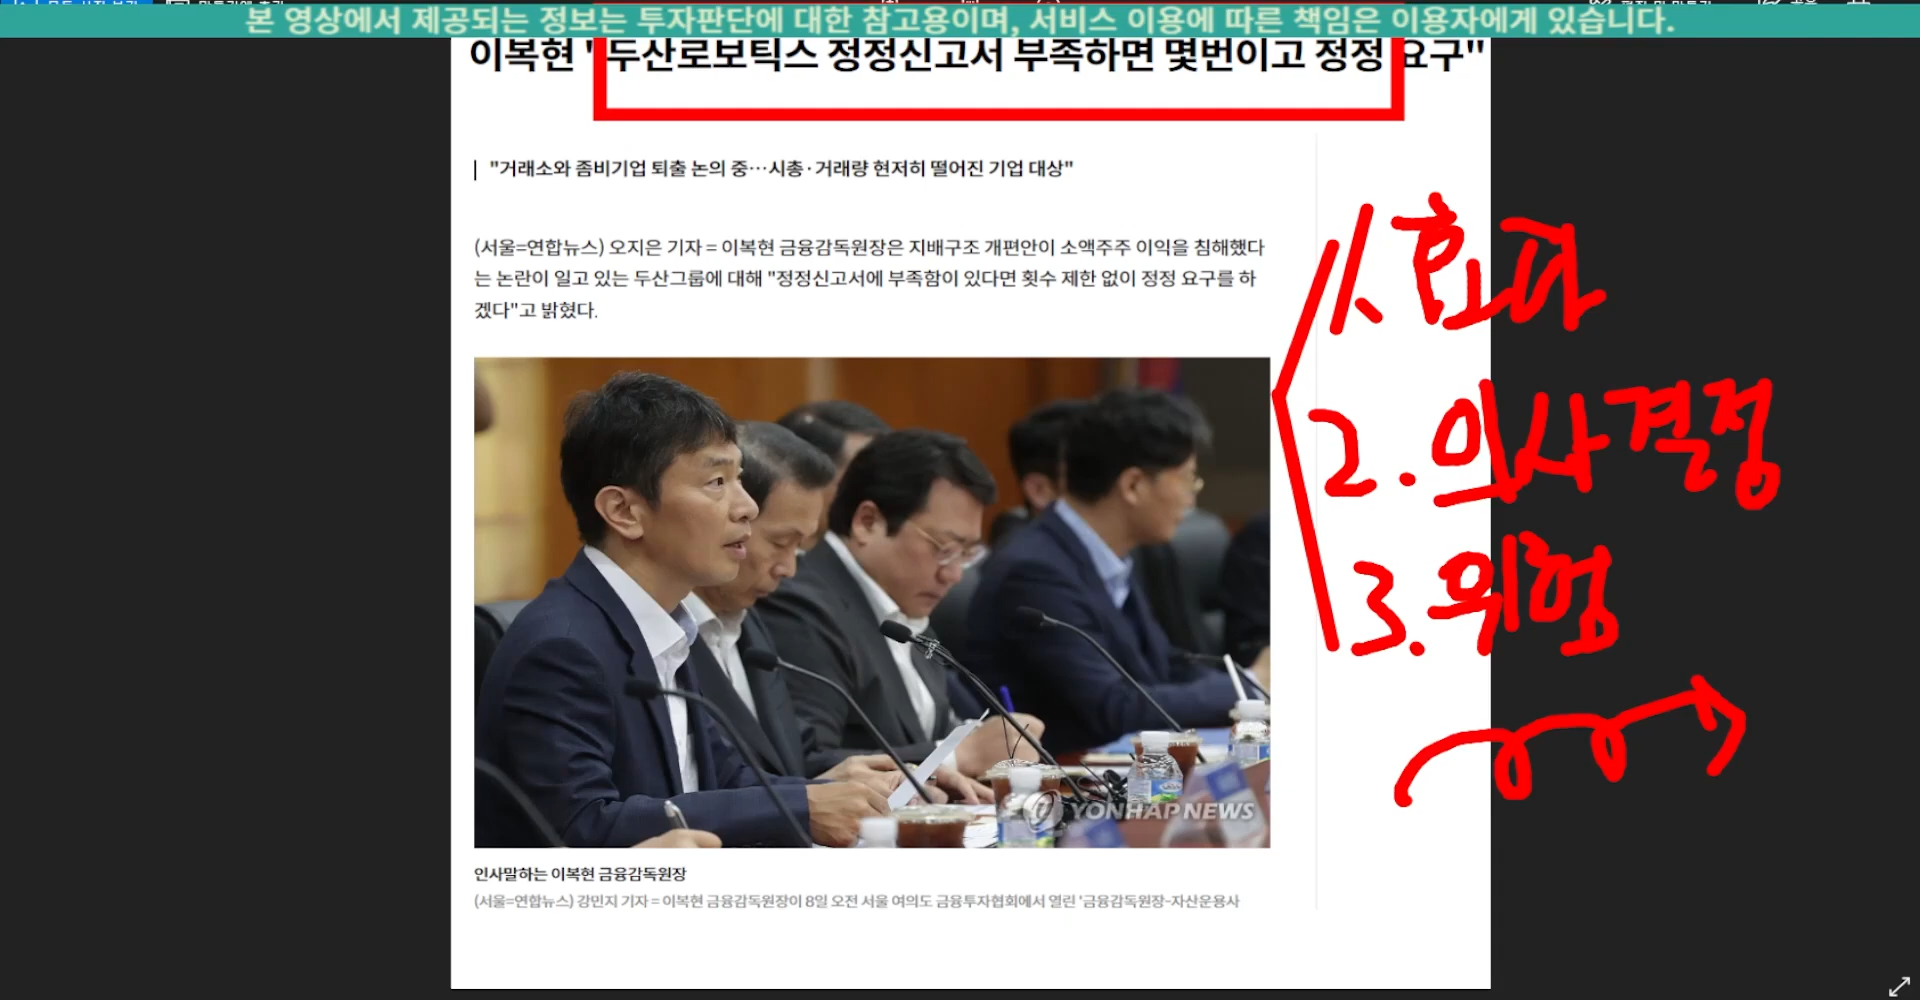 본 영상에서 제공되는 정보는 투자판단에 대한 참고용이며, 서비스 이용에 따른 책임은 이용자에게 있습니다.
이복현 "두산로보틱스 정정신고서 부족하면 몇번이고 정정 요구"
"거래소와 좀비기업 퇴출 논의 중…시총·거래량 현저히 떨어진 기업 대상"
(서울=연합뉴스) 오지은 기자 = 이복현 금융감독원장은 지배구조 개편안이 소액주주 이익을 침해했다
는 논란이 일고 있는 두산그룹에 대해 "정정신고서에 부족함이 있다면 횟수 제한 없이 정정 요구를 하
겠다"고 밝혔다.
1. 효과
2. 의사결정
3. 위험
YONHAP NEWS
인사말하는 이복현 금융감독원장
(서울=연합뉴스) 강민지 기자 = 이복현 금융감독원장이 8일 오전 서울 여의도 금융투자협회에서 열린 '금융감독원장-자산운용사